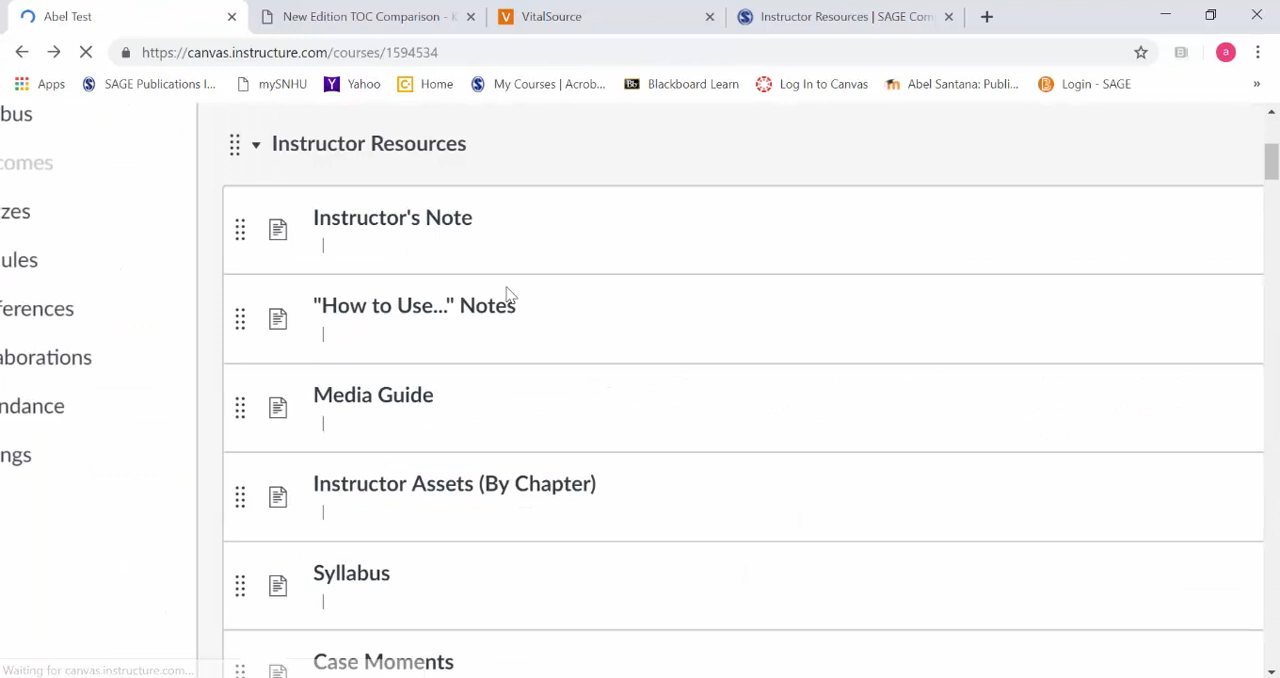 Abel Test
New Edition TOC Comparison - K
VitalSource
Instructor Resources | SAGE Com
https://canvas.instructure.com/courses/1594534
a
Apps
SAGE Publications I...
mySNHU
Yahoo
Home
My Courses | Acrob...
Blackboard Learn
Log In to Canvas
Abel Santana: Publi...
Login - SAGE
»
bus
comes
zes
ules
ferences
aborations
ndance
ngs
Instructor Resources
Instructor's Note
"How to Use..." Notes
Media Guide
Instructor Assets (By Chapter)
Syllabus
Case Moments
Waiting for canvas.instructure.com...